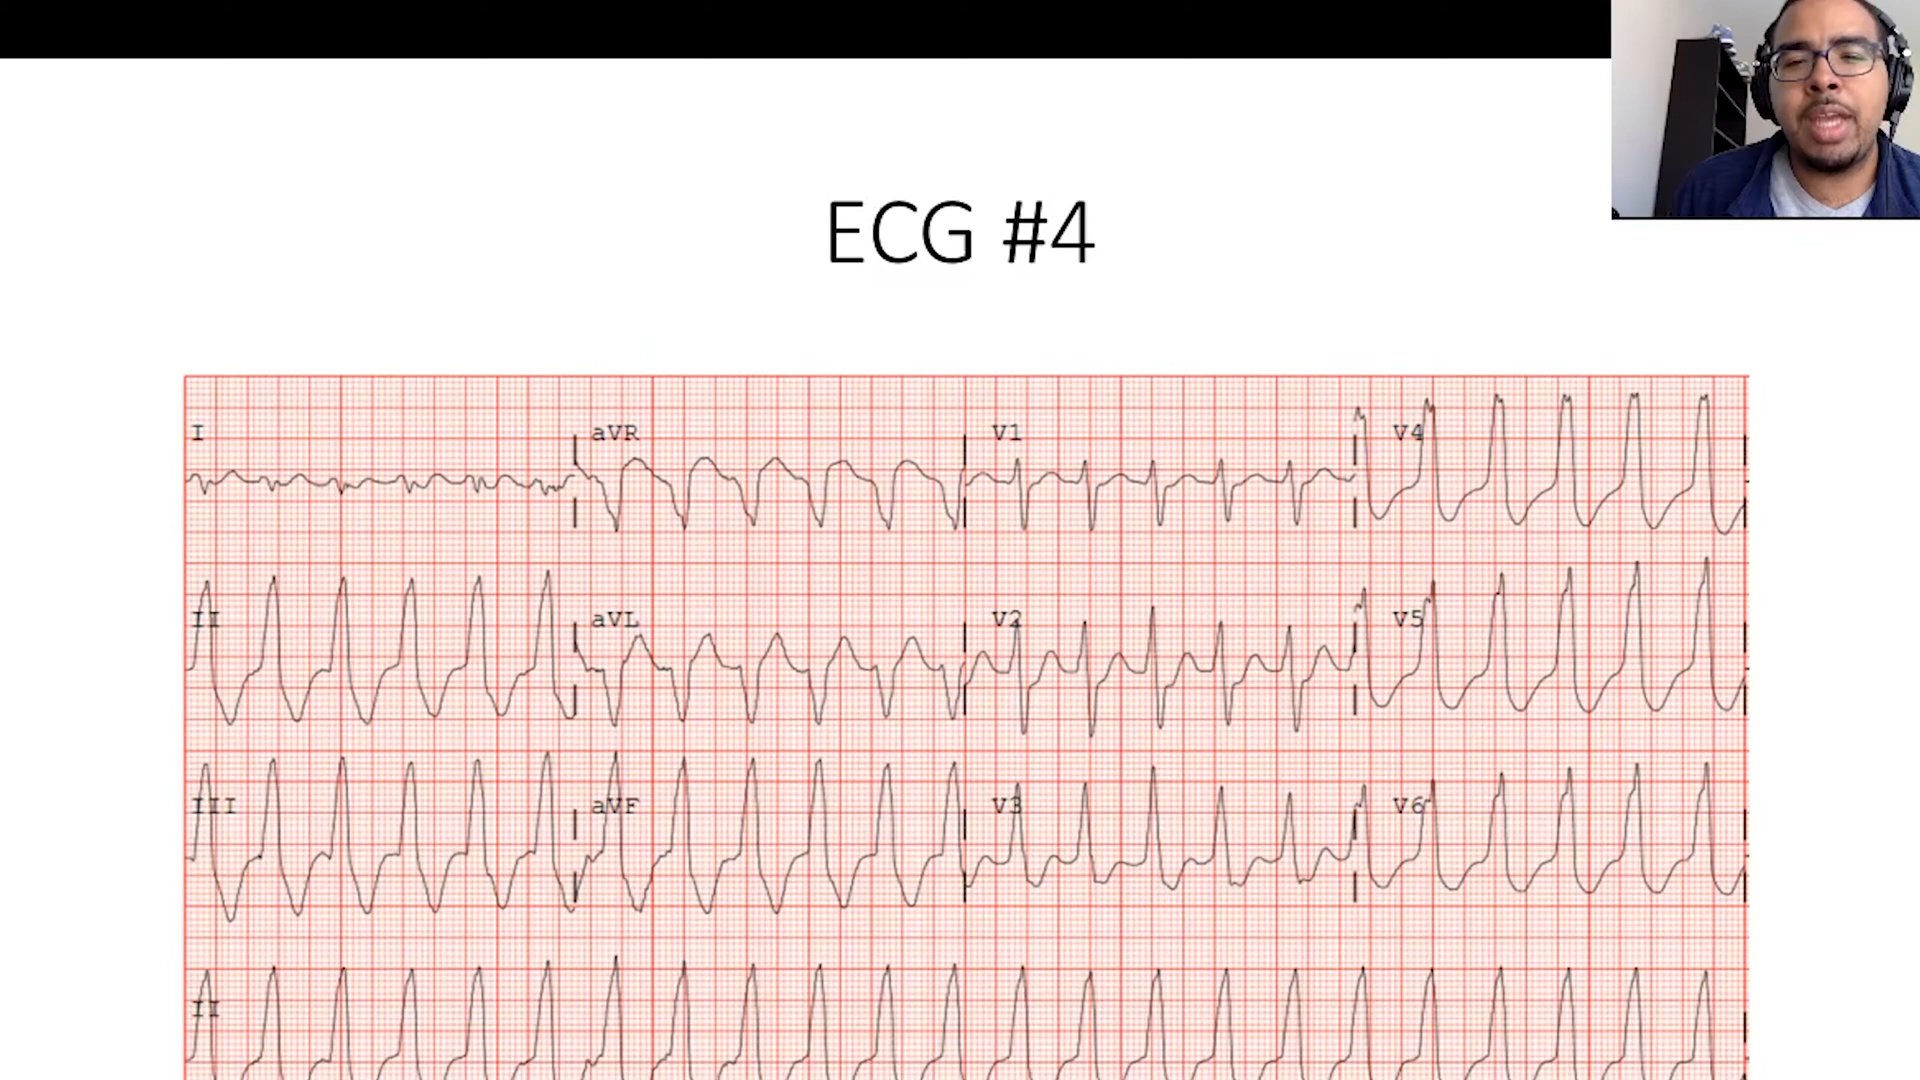 ECG #4
I aVR V1 V4
II aVL V2 V5
III aVF V3 V6
II